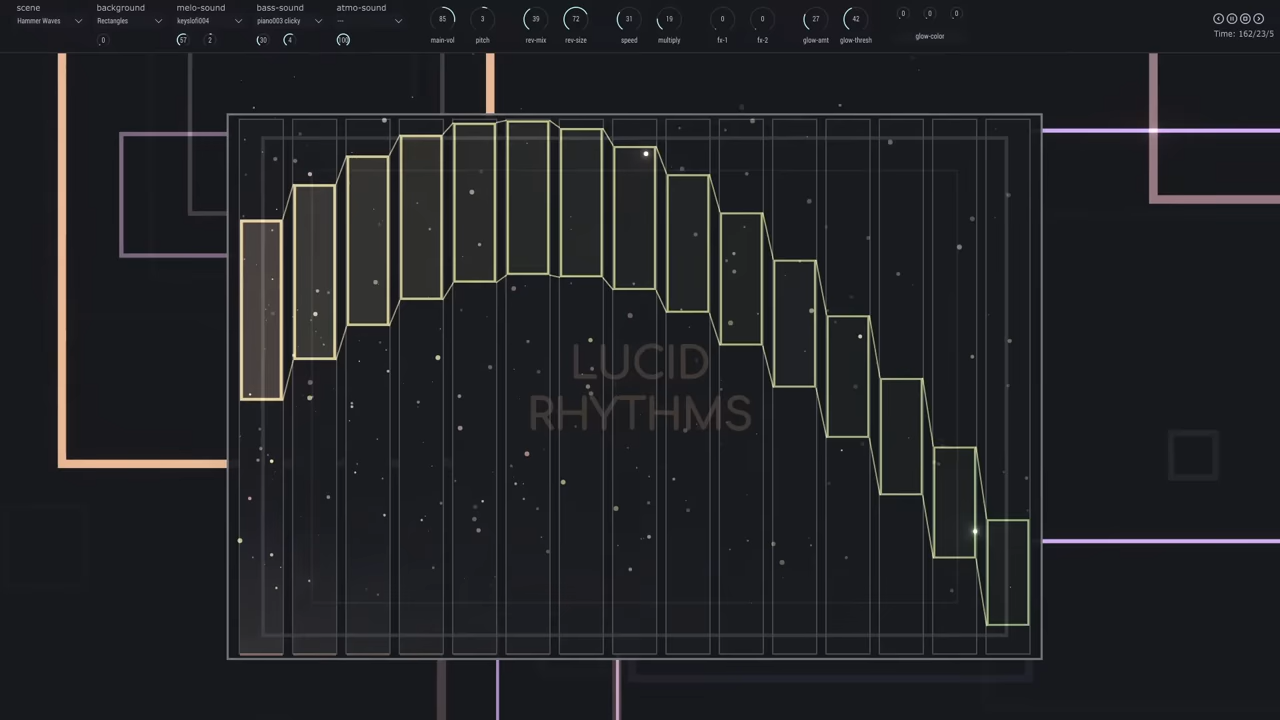 scene
background
melo-sound
bass-sound
atmo-sound
Hammer Waves
Rectangles
keyslofi004
piano003 clicky
---
0
57
2
30
4
100
85
3
39
72
31
19
0
0
27
42
0
0
0
main-vol
pitch
rev-mix
rev-size
speed
multiply
fx-1
fx-2
glow-amt
glow-thresh
glow-color
Time: 162/23/5
LUCID
RHYTHMS